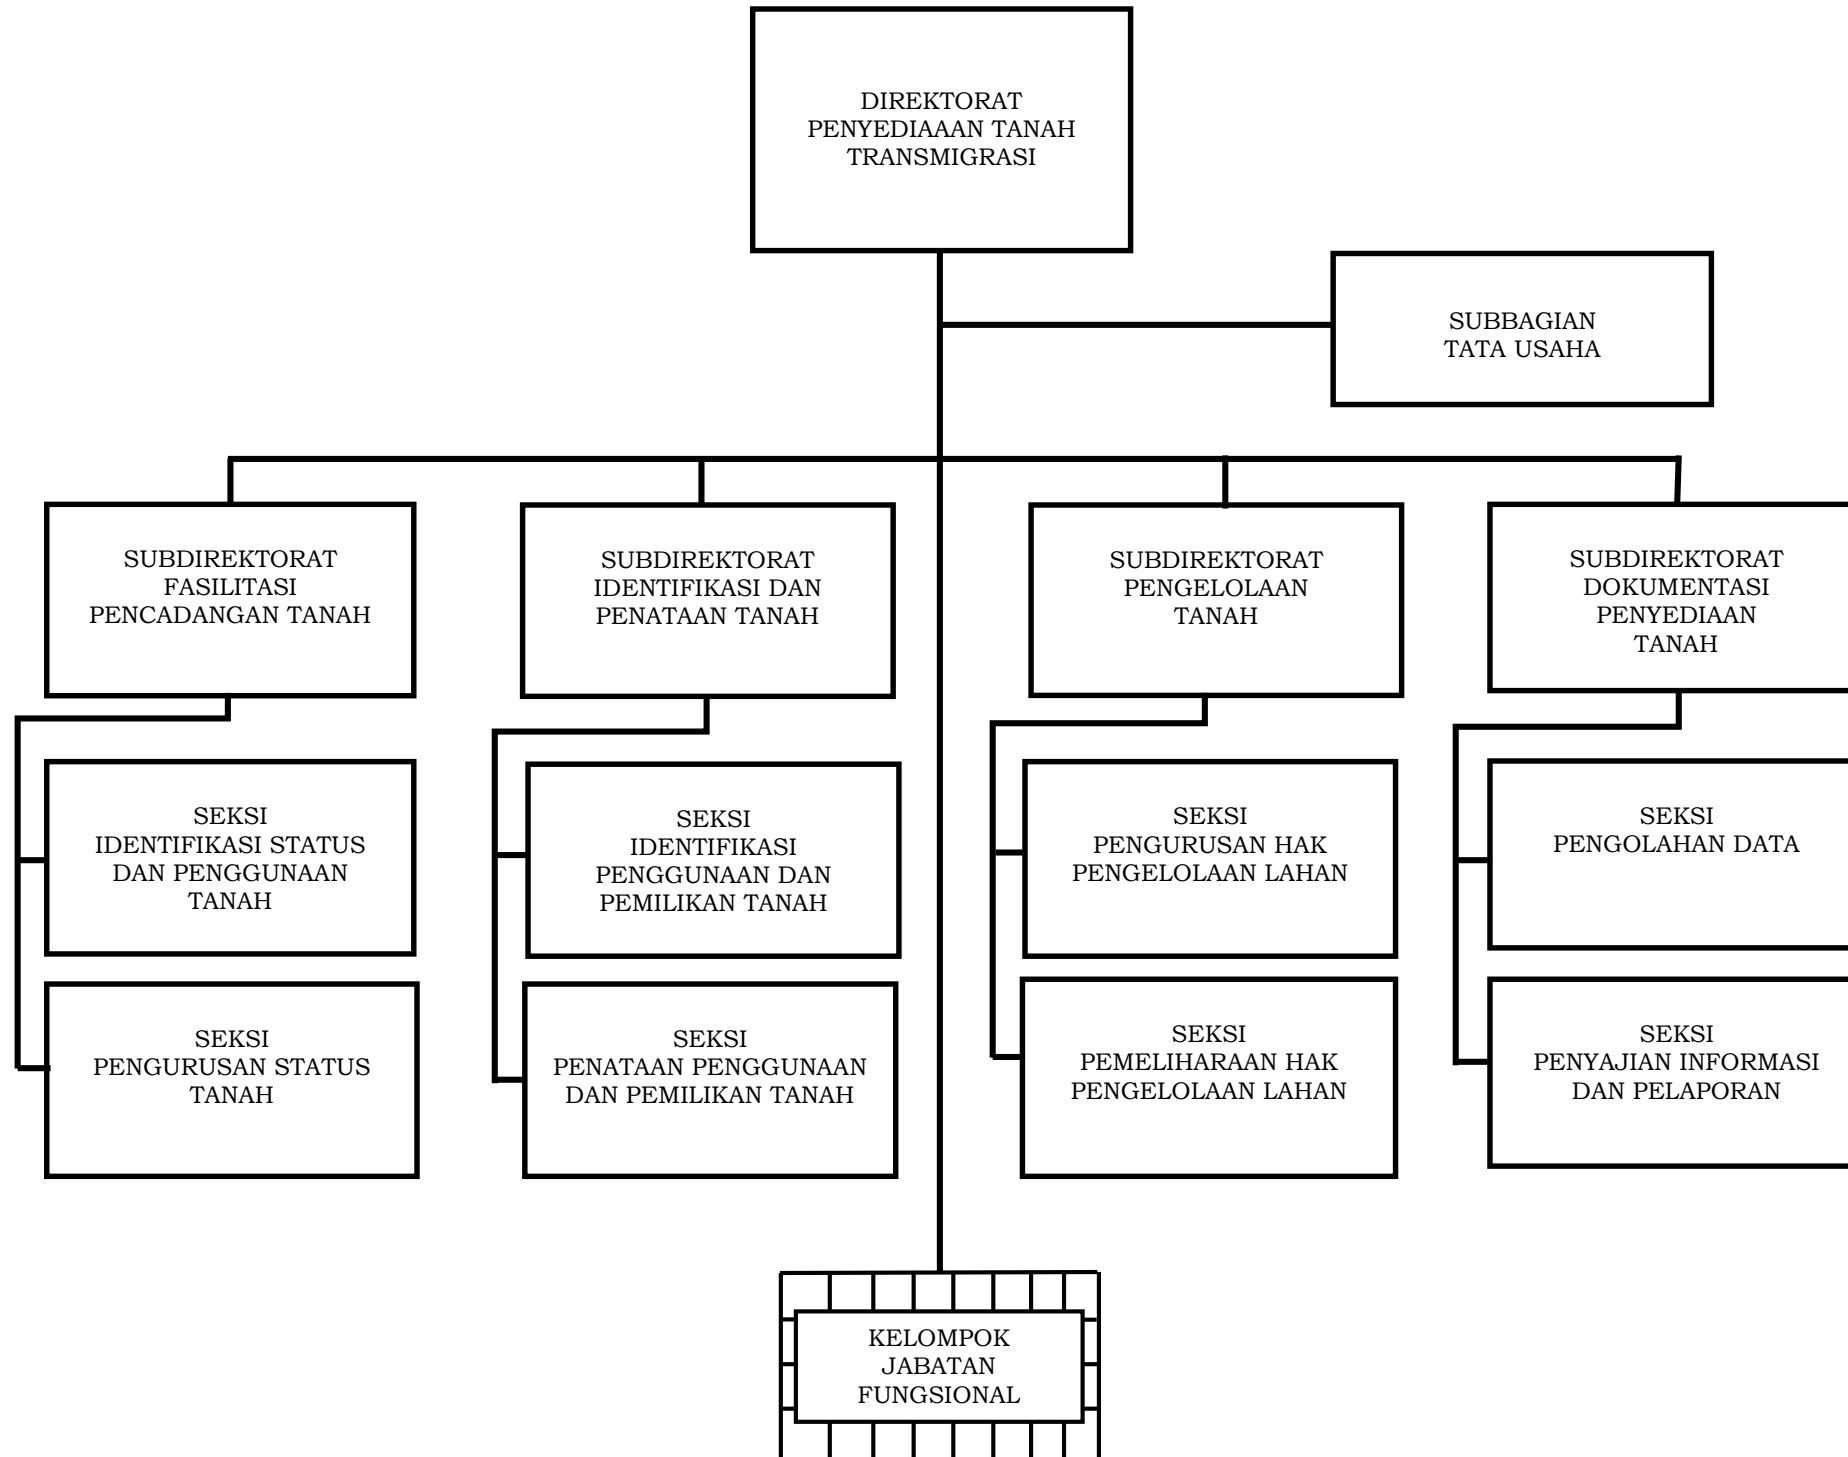 DIREKTORAT
PENYEDIAAAN TANAH
TRANSMIGRASI
SUBBAGIAN
TATA USAHA
SUBDIREKTORAT
FASILITASI
PENCADANGAN TANAH
SUBDIREKTORAT
IDENTIFIKASI DAN
PENATAAN TANAH
SUBDIREKTORAT
PENGELOLAAN
TANAH
SUBDIREKTORAT
DOKUMENTASI
PENYEDIAAN
TANAH
SEKSI
IDENTIFIKASI STATUS
DAN PENGGUNAAN
TANAH
SEKSI
IDENTIFIKASI
PENGGUNAAN DAN
PEMILIKAN TANAH
SEKSI
PENGURUSAN HAK
PENGELOLAAN LAHAN
SEKSI
PENGOLAHAN DATA
SEKSI
PENGURUSAN STATUS
TANAH
SEKSI
PENATAAN PENGGUNAAN
DAN PEMILIKAN TANAH
SEKSI
PEMELIHARAAN HAK
PENGELOLAAN LAHAN
SEKSI
PENYAJIAN INFORMASI
DAN PELAPORAN
KELOMPOK
JABATAN
FUNGSIONAL